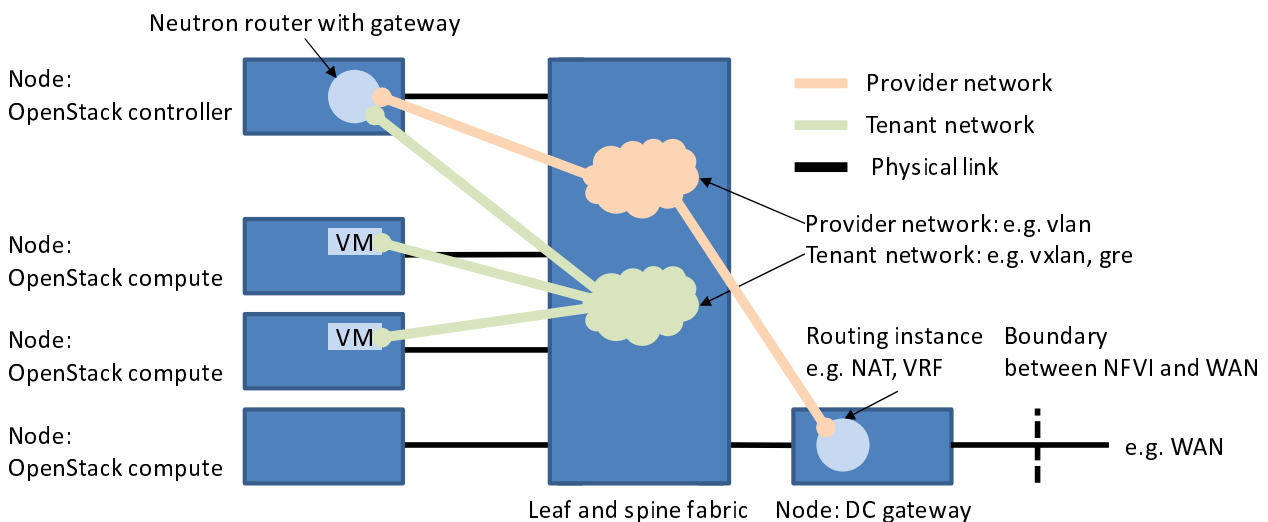 Neutron router with gateway
Node:
OpenStack controller
Provider network
Tenant network
Physical link
Provider network: e.g. vlan
Tenant network: e.g. vxlan, gre
Node:
OpenStack compute
VM
Node:
OpenStack compute
VM
Routing instance
e.g. NAT, VRF
Boundary
between NFVI and WAN
Node:
OpenStack compute
e.g. WAN
Leaf and spine fabric
Node: DC gateway